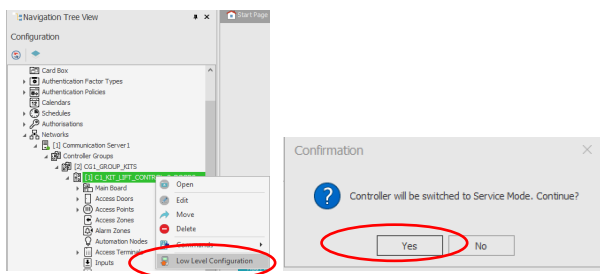 Navigation Tree View
Start Page
Configuration
Card Box
Authentication Factor Types
Authentication Policies
Calendars
Schedules
Authorisations
Networks
[1] Communication Server1
Controller Groups
[2] CG1_GROUP_KITS
[1] C1_KIT_LIFT_CONTR
Main Board
Access Doors
Access Points
Access Zones
Alarm Zones
Automation Nodes
Access Terminals
Inputs
Open
Edit
Move
Delete
Commands
Low Level Configuration
Confirmation
Controller will be switched to Service Mode. Continue?
Yes
No